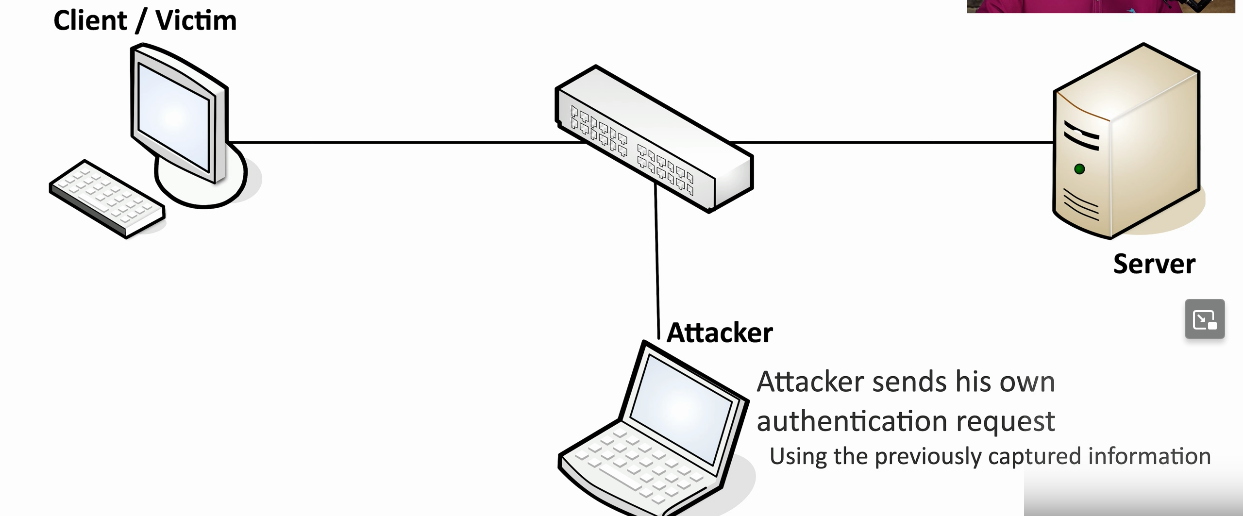 Client / Victim
Server
Attacker
Attacker sends his own
authentication request
Using the previously captured information